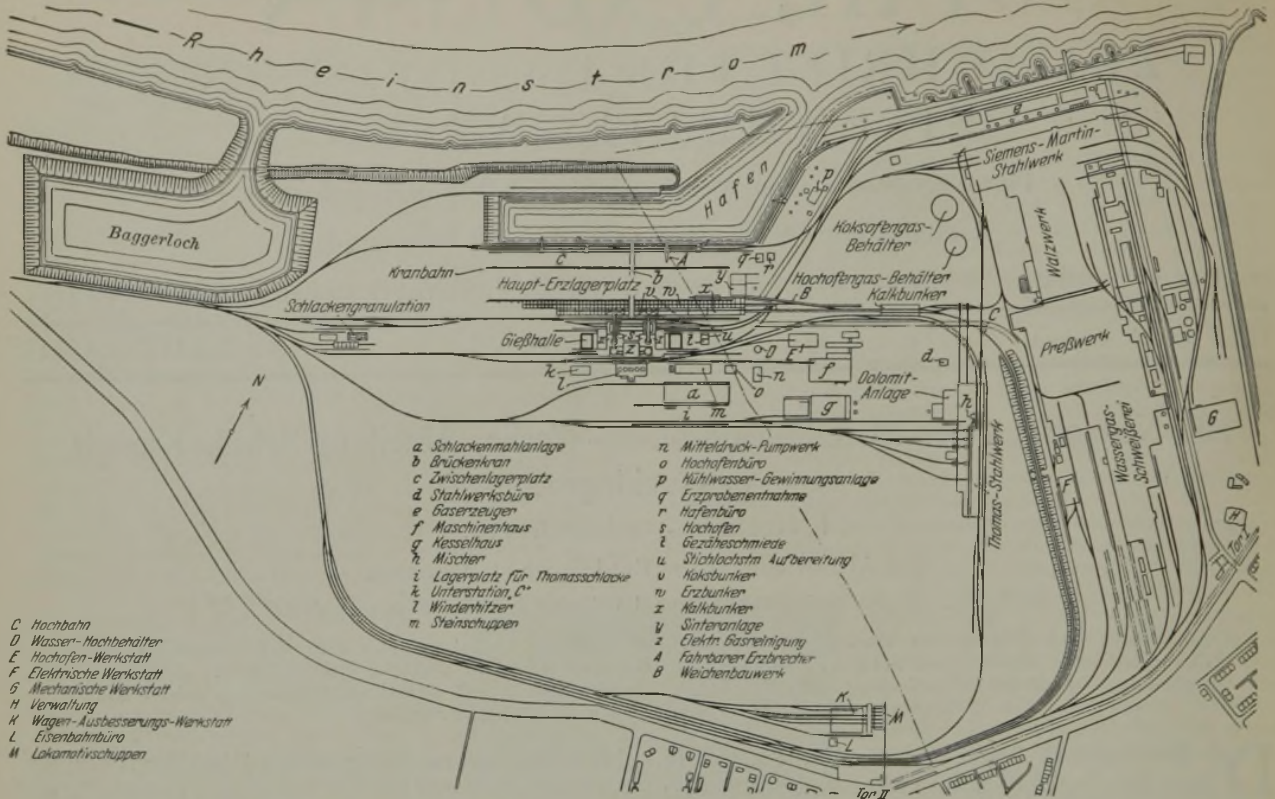 Rheinstrom
Baggerloch
Hafen
p
Siemens-Martin-
Stahlwerk
e
Koksofengas-
Behälter
Walzwerk
Hochofengas-Behälter
Kalkbunker
Kranbahn
c
b
A
q
r
Haupt-Erzlagerplatz
v
w
x
y
B
C
Schlackengranulation
Gießhalle
z
t
u
D
E
f
d
Preßwerk
N
k
l
a
m
o
n
i
g
Dolomit-
Anlage
h
Thomas-Stahlwerk
Wassergas-
Schweißerei
F
G
H
Tor I
a Schlackenmahlanlage
b Brückenkran
c Zwischenlagerplatz
d Stahlwerksbüro
e Gaserzeuger
f Maschinenhaus
g Kesselhaus
h Mischer
i Lagerplatz für Thomasschlacke
k Unterstation „C"
l Winderhitzer
m Steinschuppen
n Mitteldruck-Pumpwerk
o Hochofenbüro
p Kühlwasser-Gewinnungsanlage
q Erzprobenentnahme
r Hafenbüro
s Hochofen
t Gezäheschmiede
u Stichlochstm Aufbereitung
v Koksbunker
w Erzbunker
x Kalkbunker
y Sinteranlage
z Elektr. Gasreinigung
A Fahrbarer Erzbrecher
B Weichenbauwerk
C Hochbahn
D Wasser-Hochbehälter
E Hochofen-Werkstatt
F Elektrische Werkstatt
G Mechanische Werkstatt
H Verwaltung
K Wagen-Ausbesserungs-Werkstatt
L Eisenbahnbüro
M Lokomotivschuppen
K
M
L
Tor II